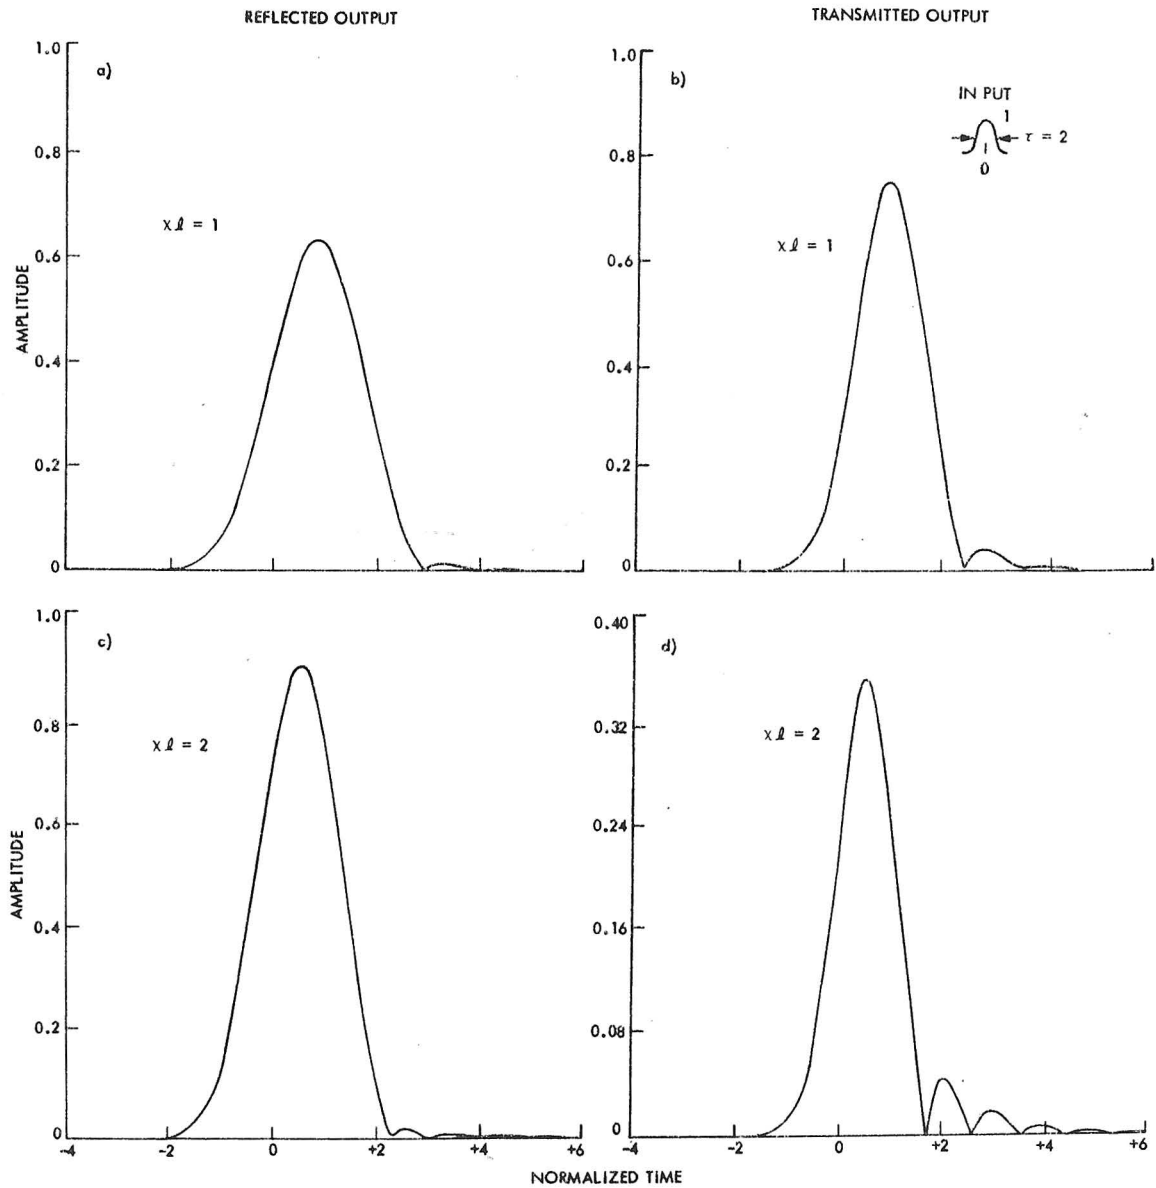 REFLECTED OUTPUT
TRANSMITTED OUTPUT
a)
1.0
0.8
0.6
0.4
0.2
0
AMPLITUDE
χℓ = 1
b)
1.0
0.8
0.6
0.4
0.2
0
χℓ = 1
IN PUT
1
τ = 2
0
c)
1.0
0.8
0.6
0.4
0.2
0
AMPLITUDE
χℓ = 2
-4 -2 0 +2 +4 +6
d)
0.40
0.32
0.24
0.16
0.08
0
χℓ = 2
-4 -2 0 +2 +4 +6
NORMALIZED TIME